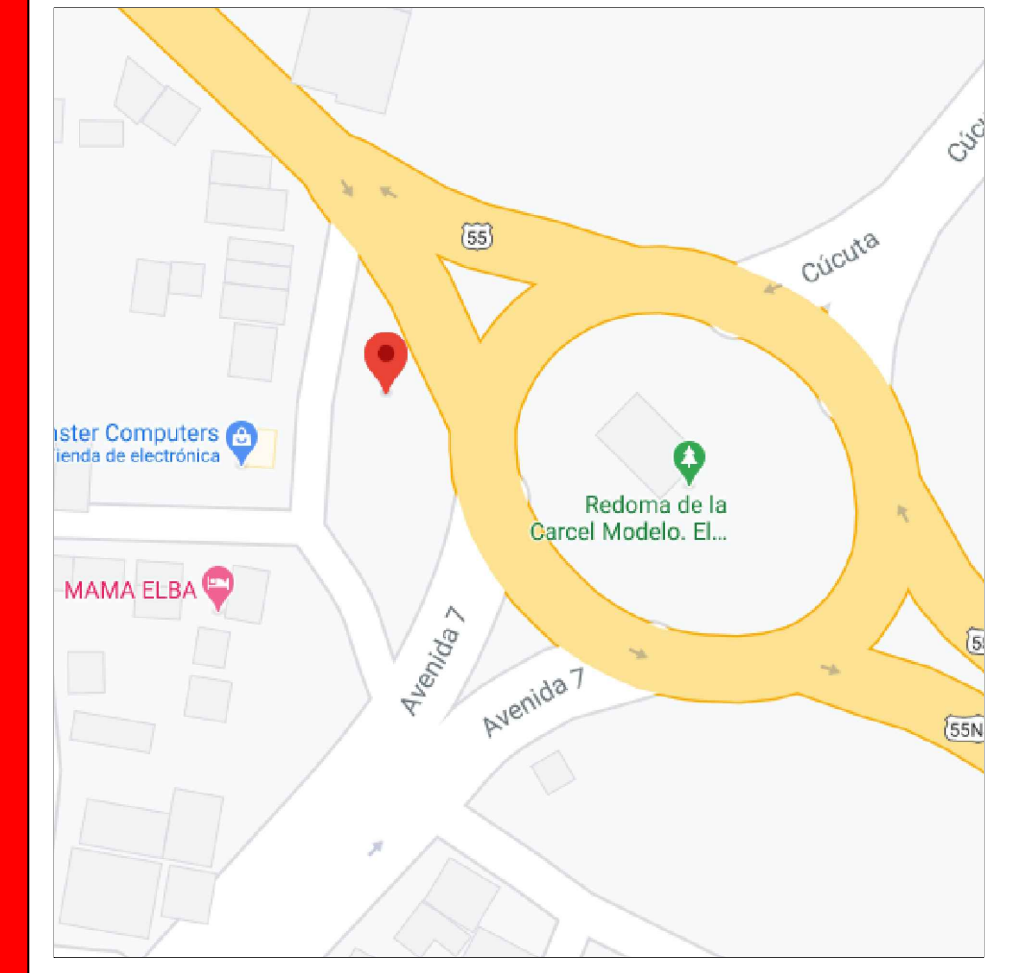 Cúc
55
Cúcuta
ster Computers
ienda de electrónica
Redoma de la
Carcel Modelo. El...
MAMA ELBA
Avenida 7
Avenida 7
55
55N